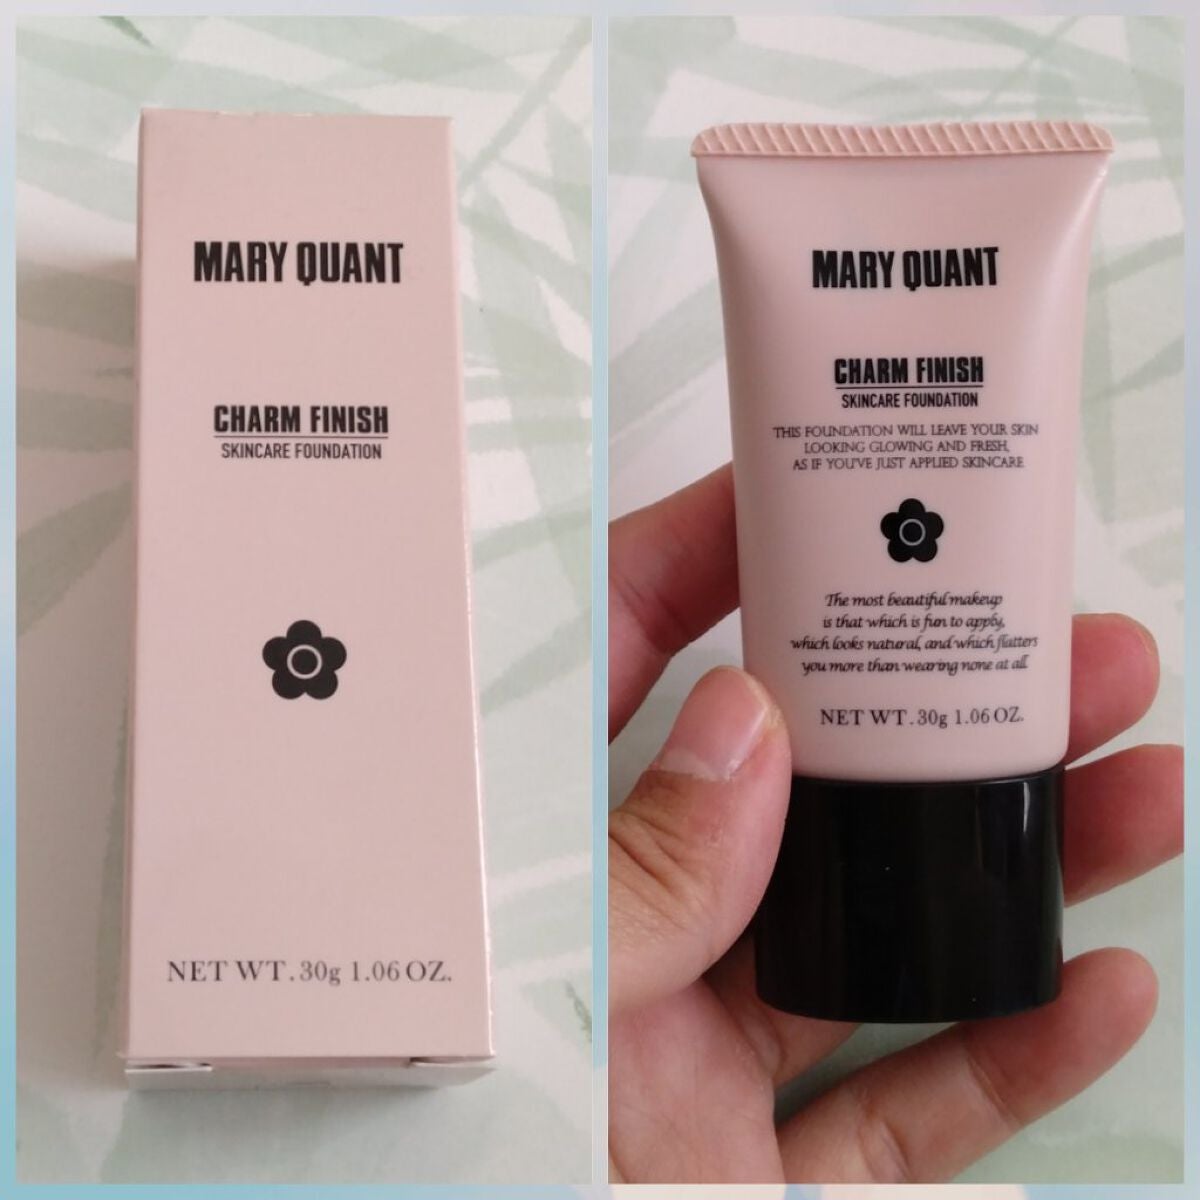 MARY QUANT
CHARM FINISH
SKINCARE FOUNDATION
NET WT. 30g 1.06 OZ.
MARY QUANT
CHARM FINISH
SKINCARE FOUNDATION
THIS FOUNDATION WILL LEAVE YOUR SKIN
LOOKING GLOWING AND FRESH,
AS IF YOU'VE JUST APPLIED SKINCARE.
The most beautiful makeup
is that which is fun to apply,
which looks natural, and which flatters
you more than wearing none at all.
NET WT. 30g 1.06 OZ.